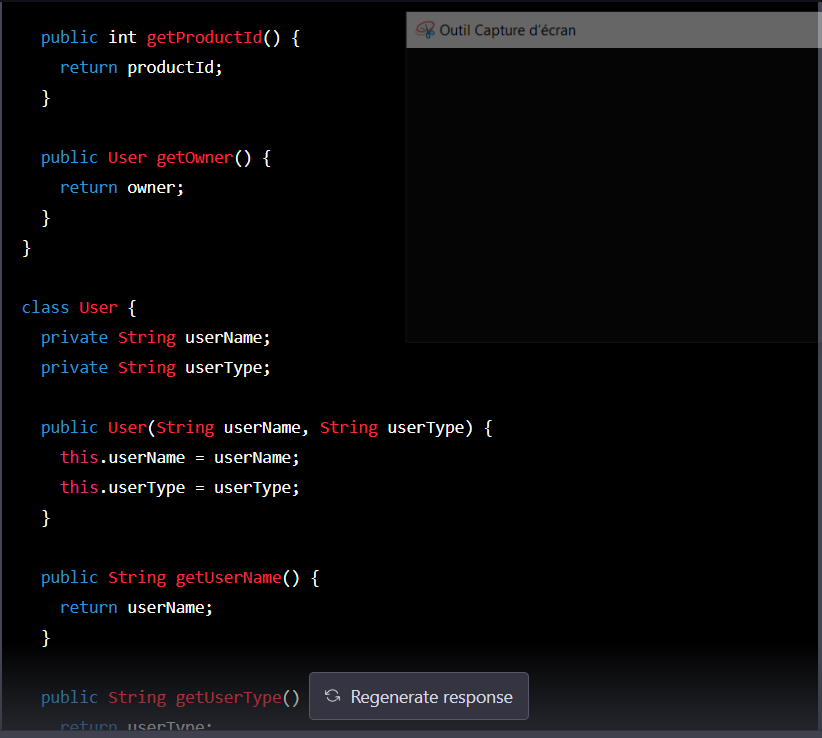 public int getProductId() {
Outil Capture d'écran
return productId;
}
public User getOwner() {
return owner;
}
}
class User {
private String userName;
private String userType;
public User(String userName, String userType) {
this.userName = userName;
this.userType = userType;
}
public String getUserName() {
return userName;
}
public String getUserType()
Regenerate response
return userType;